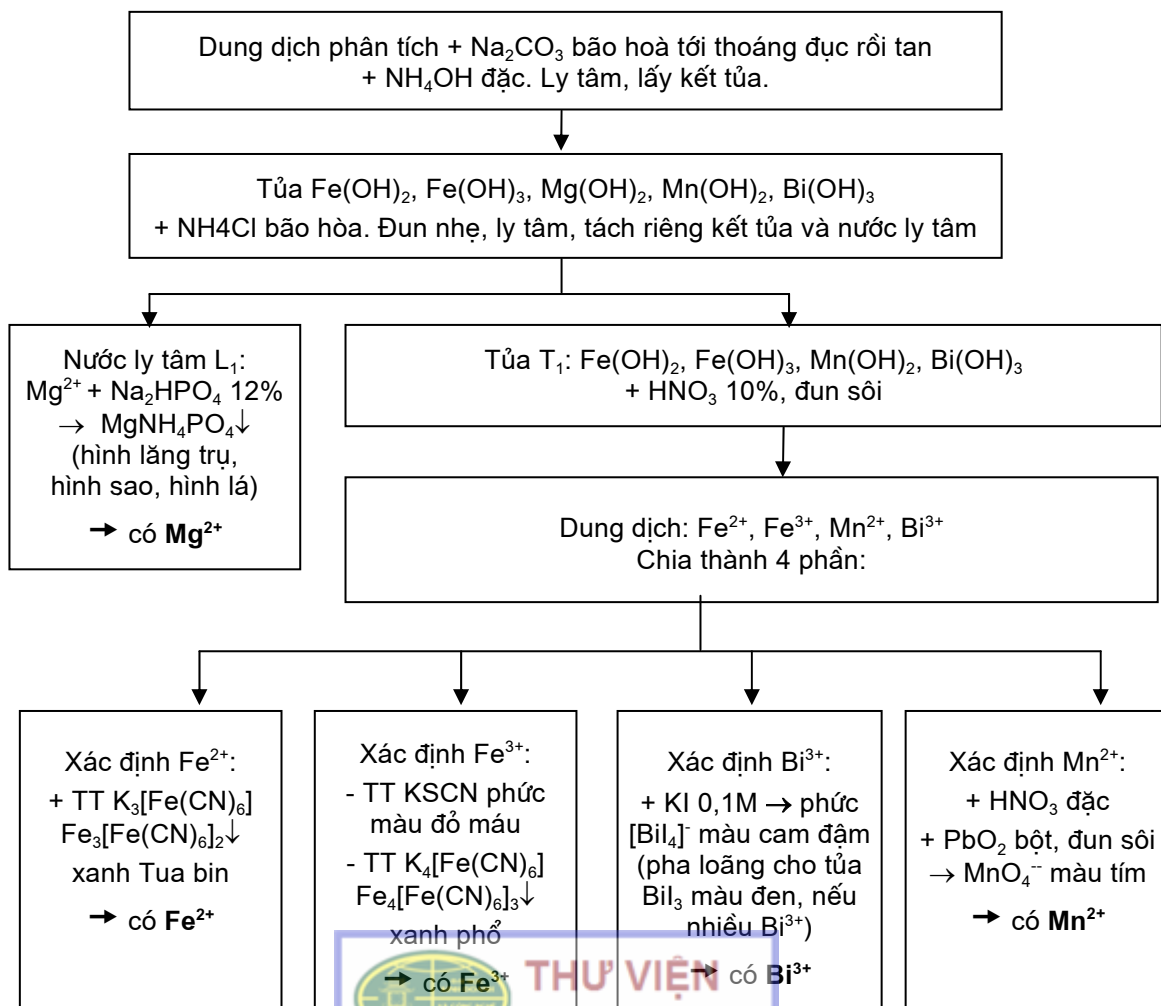 Dung dịch phân tích + Na₂CO₃ bão hoà tới thoáng đục rồi tan
+ NH₄OH đặc. Ly tâm, lấy kết tủa.
Tủa Fe(OH)₂, Fe(OH)₃, Mg(OH)₂, Mn(OH)₂, Bi(OH)₃
+ NH4Cl bão hòa. Đun nhẹ, ly tâm, tách riêng kết tủa và nước ly tâm
Nước ly tâm L₁:
Mg²⁺ + Na₂HPO₄ 12%
→ MgNH₄PO₄↓
(hình lăng trụ,
hình sao, hình lá)
→ có Mg²⁺
Tủa T₁: Fe(OH)₂, Fe(OH)₃, Mn(OH)₂, Bi(OH)₃
+ HNO₃ 10%, đun sôi
Dung dịch: Fe²⁺, Fe³⁺, Mn²⁺, Bi³⁺
Chia thành 4 phần:
Xác định Fe²⁺:
+ TT K₃[Fe(CN)₆]
Fe₃[Fe(CN)₆]₂↓
xanh Tua bin
→ có Fe²⁺
Xác định Fe³⁺:
- TT KSCN phức
màu đỏ máu
- TT K₄[Fe(CN)₆]
Fe₄[Fe(CN)₆]₃↓
xanh phổ
→ có Fe³⁺
Xác định Bi³⁺:
+ KI 0,1M → phức
[BiI₄]⁻ màu cam đậm
(pha loãng cho tủa
BiI₃ màu đen, nếu
nhiều Bi³⁺)
→ có Bi³⁺
Xác định Mn²⁺:
+ HNO₃ đặc
+ PbO₂ bột, đun sôi
→ MnO₄⁻⁻ màu tím
→ có Mn²⁺
THƯ VIỆN